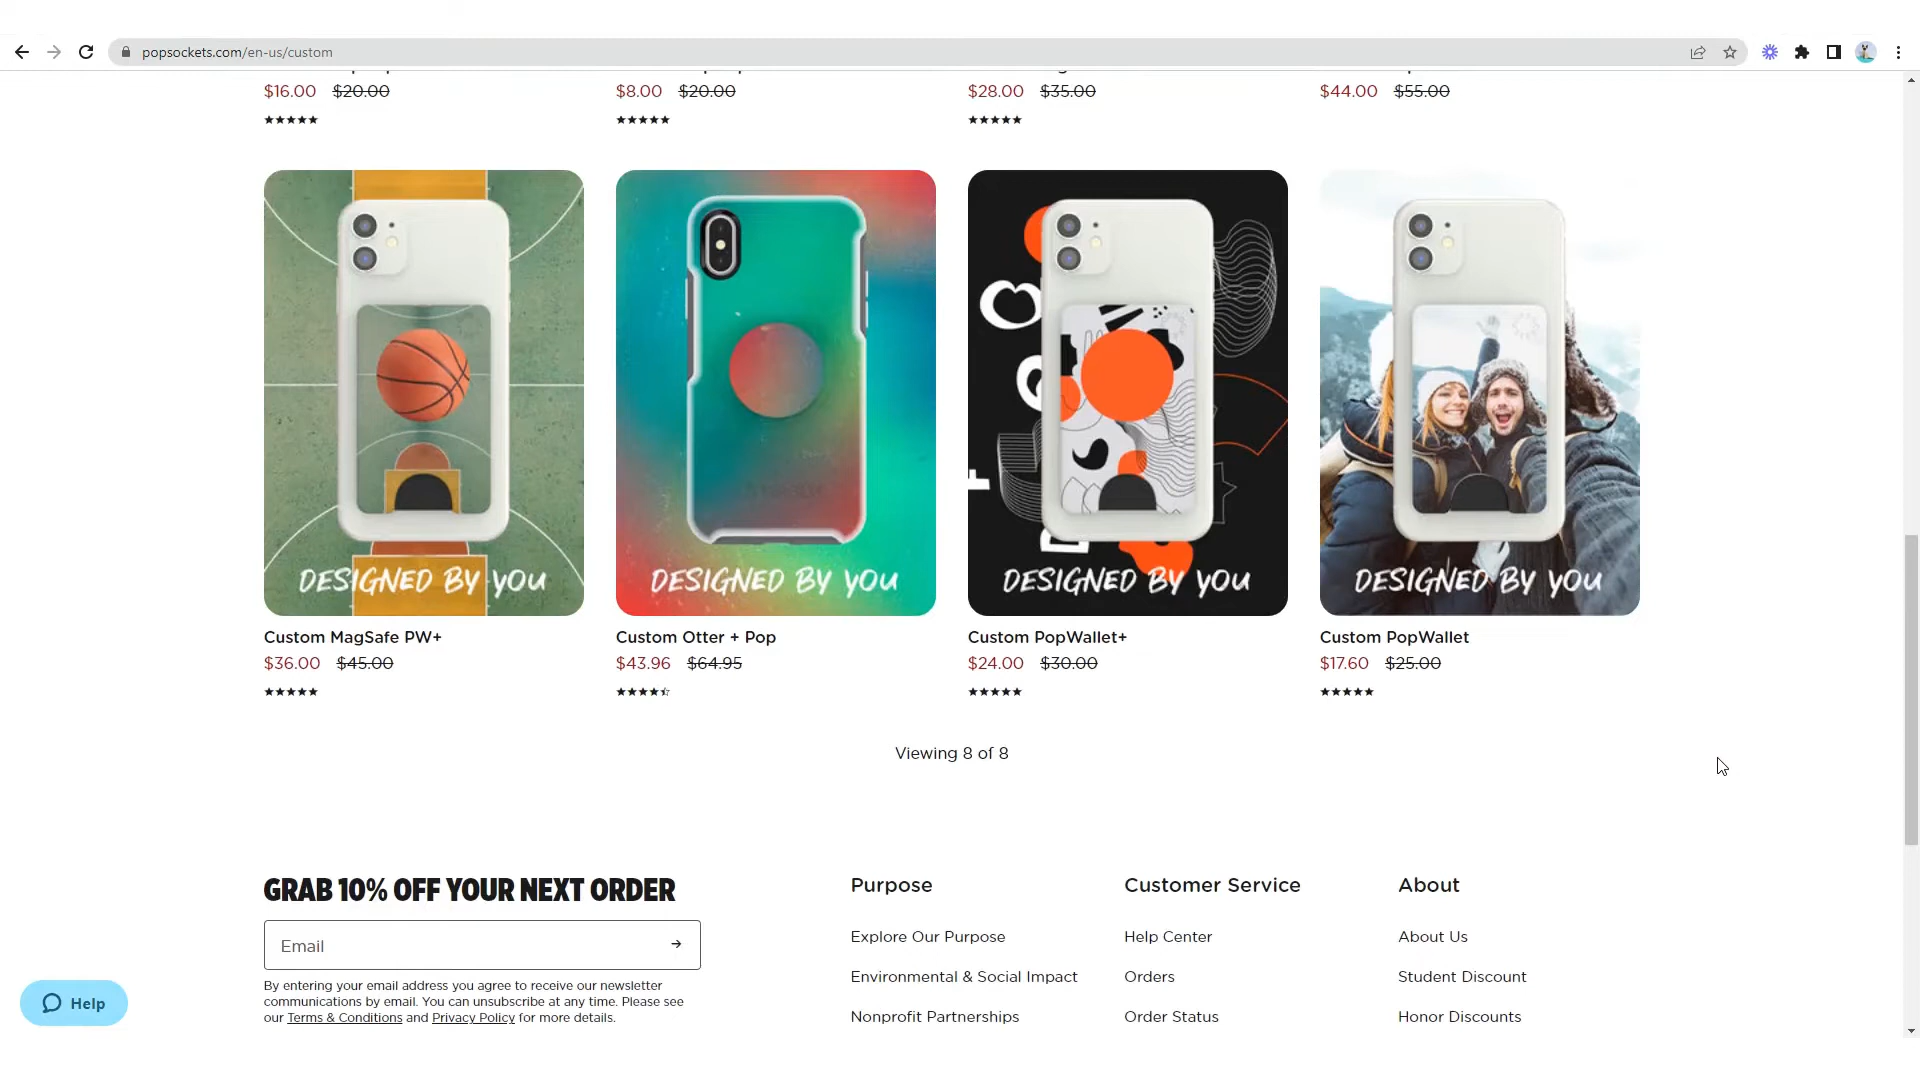 popsockets.com/en-us/custom
$16.00 $20.00
$8.00 $20.00
$28.00 $35.00
$44.00 $55.00
DESIGNED BY YOU
DESIGNED BY YOU
DESIGNED BY YOU
DESIGNED BY YOU
Custom MagSafe PW+
$36.00 $45.00
Custom Otter + Pop
$43.96 $64.95
Custom PopWallet+
$24.00 $30.00
Custom PopWallet
$17.60 $25.00
Viewing 8 of 8
GRAB 10% OFF YOUR NEXT ORDER
Email
By entering your email address you agree to receive our newsletter
communications by email. You can unsubscribe at any time. Please see
our Terms & Conditions and Privacy Policy for more details.
Purpose
Explore Our Purpose
Environmental & Social Impact
Nonprofit Partnerships
Customer Service
Help Center
Orders
Order Status
About
About Us
Student Discount
Honor Discounts
Help